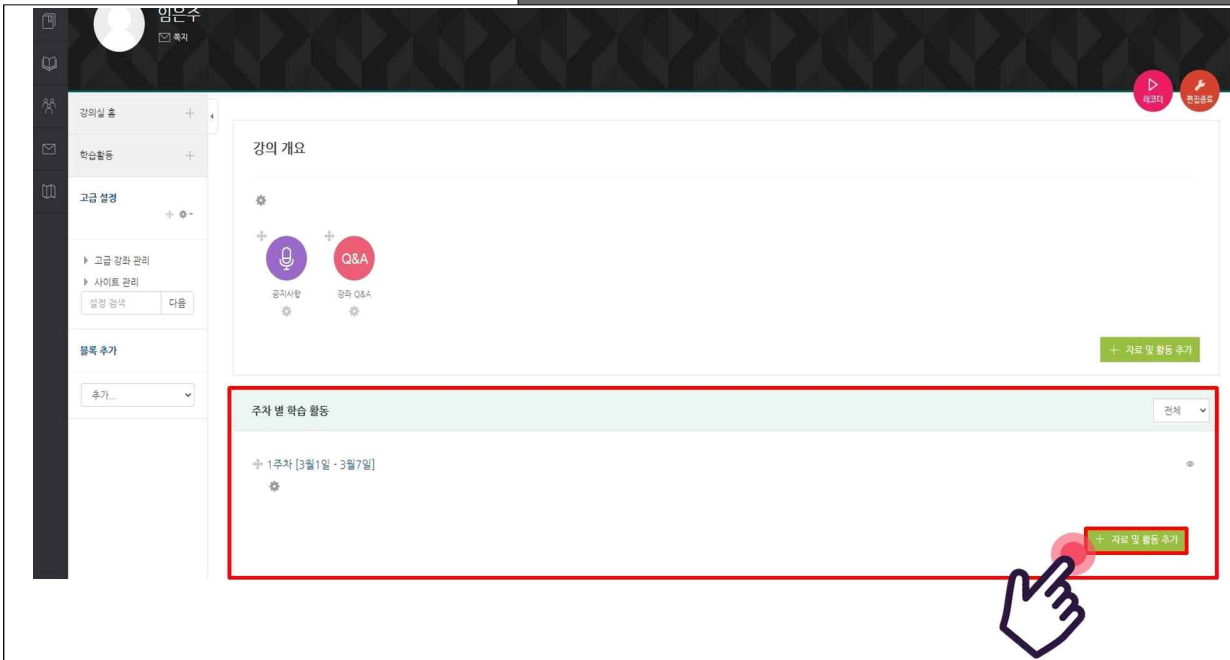 임은주
쪽지
레코더
편집종료
강의실 홈
학습활동
고급 설정
고급 강좌 관리
사이트 관리
설정 검색
다음
블록 추가
추가...
강의 개요
Q&A
공지사항
강좌 Q&A
+ 자료 및 활동 추가
주차 별 학습 활동
전체
1주차 [3월1일 - 3월7일]
+ 자료 및 활동 추가